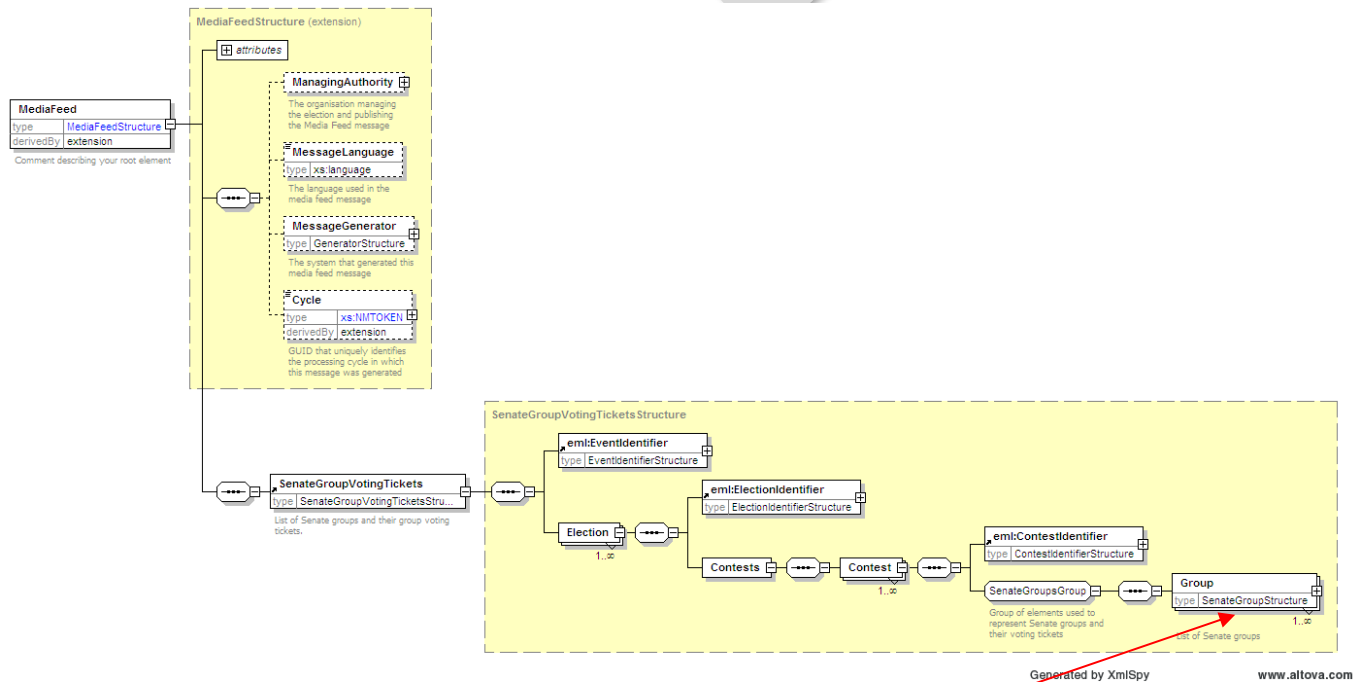 MediaFeedStructure (extension)
attributes
ManagingAuthority
The organisation managing
the election and publishing
the Media Feed message
MediaFeed
type MediaFeedStructure
derivedBy extension
Comment describing your root element
MessageLanguage
type xs:language
The language used in the
media feed message
MessageGenerator
type GeneratorStructure
The system that generated this
media feed message
Cycle
type xs:NMTOKEN
derivedBy extension
GUID that uniquely identifies
the processing cycle in which
this message was generated
SenateGroupVotingTicketsStructure
eml:EventIdentifier
type EventIdentifierStructure
SenateGroupVotingTickets
type SenateGroupVotingTicketsStru...
List of Senate groups and their group voting
tickets.
eml:ElectionIdentifier
type ElectionIdentifierStructure
Election
1..∞
eml:ContestIdentifier
type ContestIdentifierStructure
Contests
Contest
1..∞
SenateGroupsGroup
Group of elements used to
represent Senate groups and
their voting tickets
Group
type SenateGroupStructure
1..∞
List of Senate groups
Generated by XmlSpy
www.altova.com